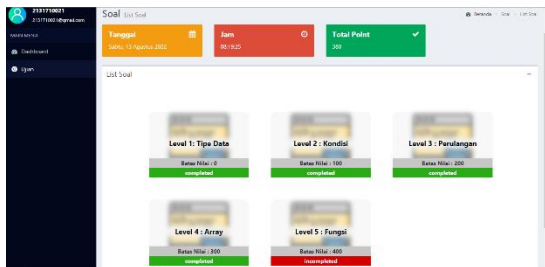 2131710021
2131710021@gmail.com
Dashboard
Ujian
Soal List Soal
Beranda
List Soal
Tanggal
Sabtu, 13 Agustus 2022
Jam
08:19:25
Total Point
360
List Soal
Level 1: Tipe Data
Batas Nilai : 0
completed
Level 2 : Kondisi
Batas Nilai : 100
completed
Level 3 : Perulangan
Batas Nilai : 200
completed
Level 4 : Array
Batas Nilai : 300
completed
Level 5 : Fungsi
Batas Nilai : 400
incompleted